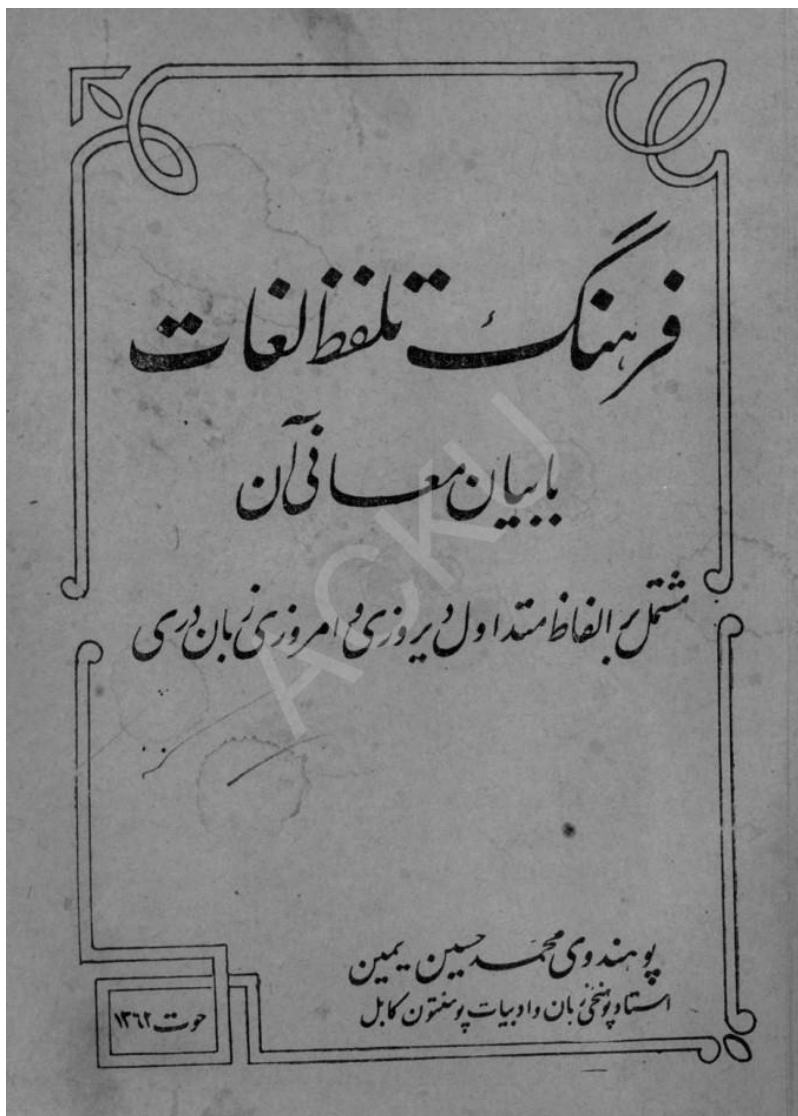 فرهنگ تلفظ لغات
با بیان معانی آن
مشتمل بر الفاظ متداول دیروزی و امروزی زبان دری
پوهندوی محمد حسین یمین
استاد پوهنځی زبان و ادبیات پوهنتون کابل
حوت ۱۳۶۲
ACKU